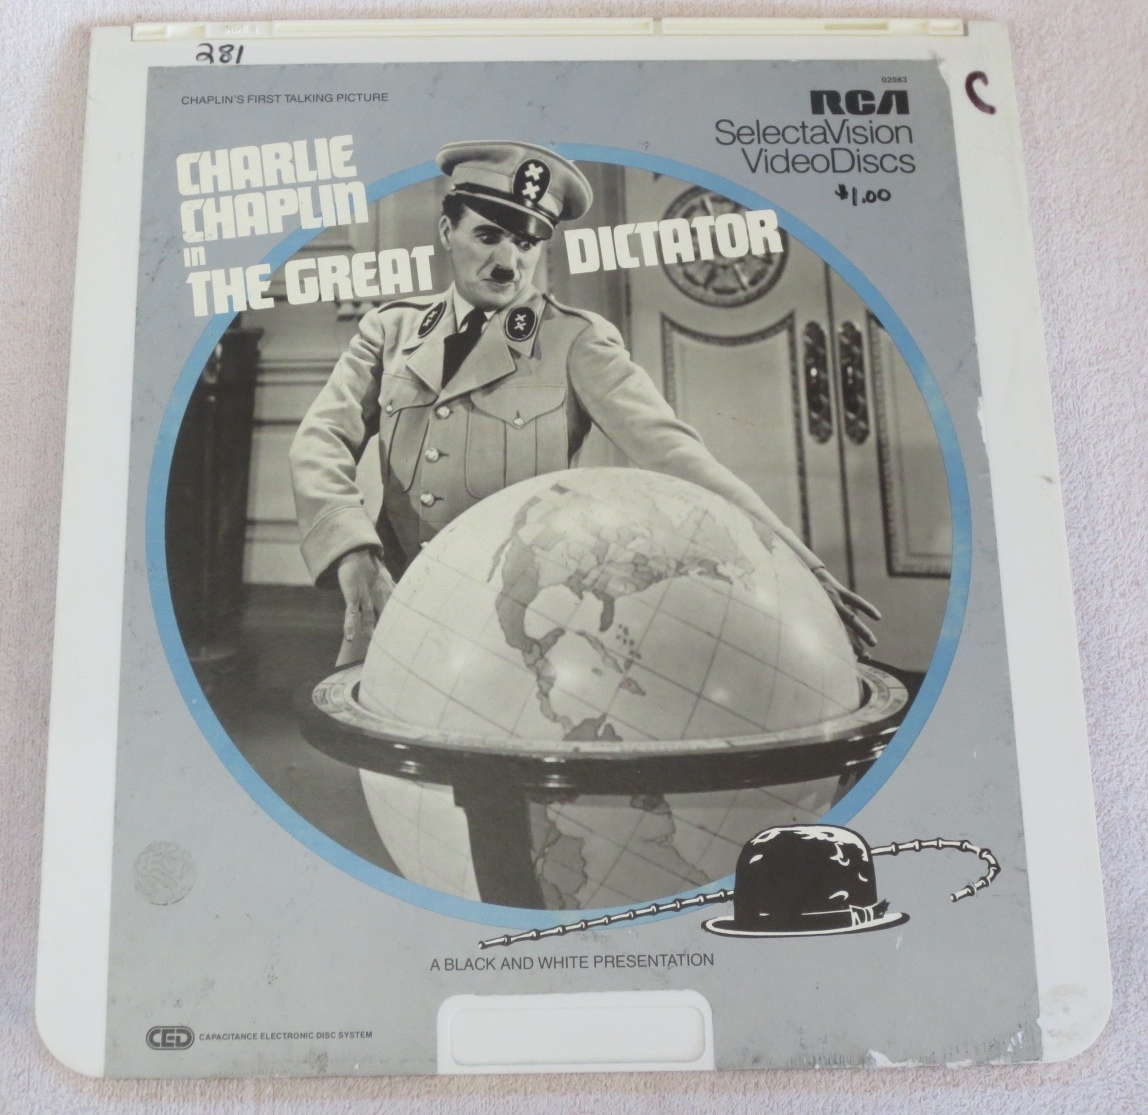 281
C
02083
CHAPLIN'S FIRST TALKING PICTURE
RCA
SelectaVision
VideoDiscs
$1.00
CHARLIE
CHAPLIN
in
THE GREAT DICTATOR
A BLACK AND WHITE PRESENTATION
CED CAPACITANCE ELECTRONIC DISC SYSTEM